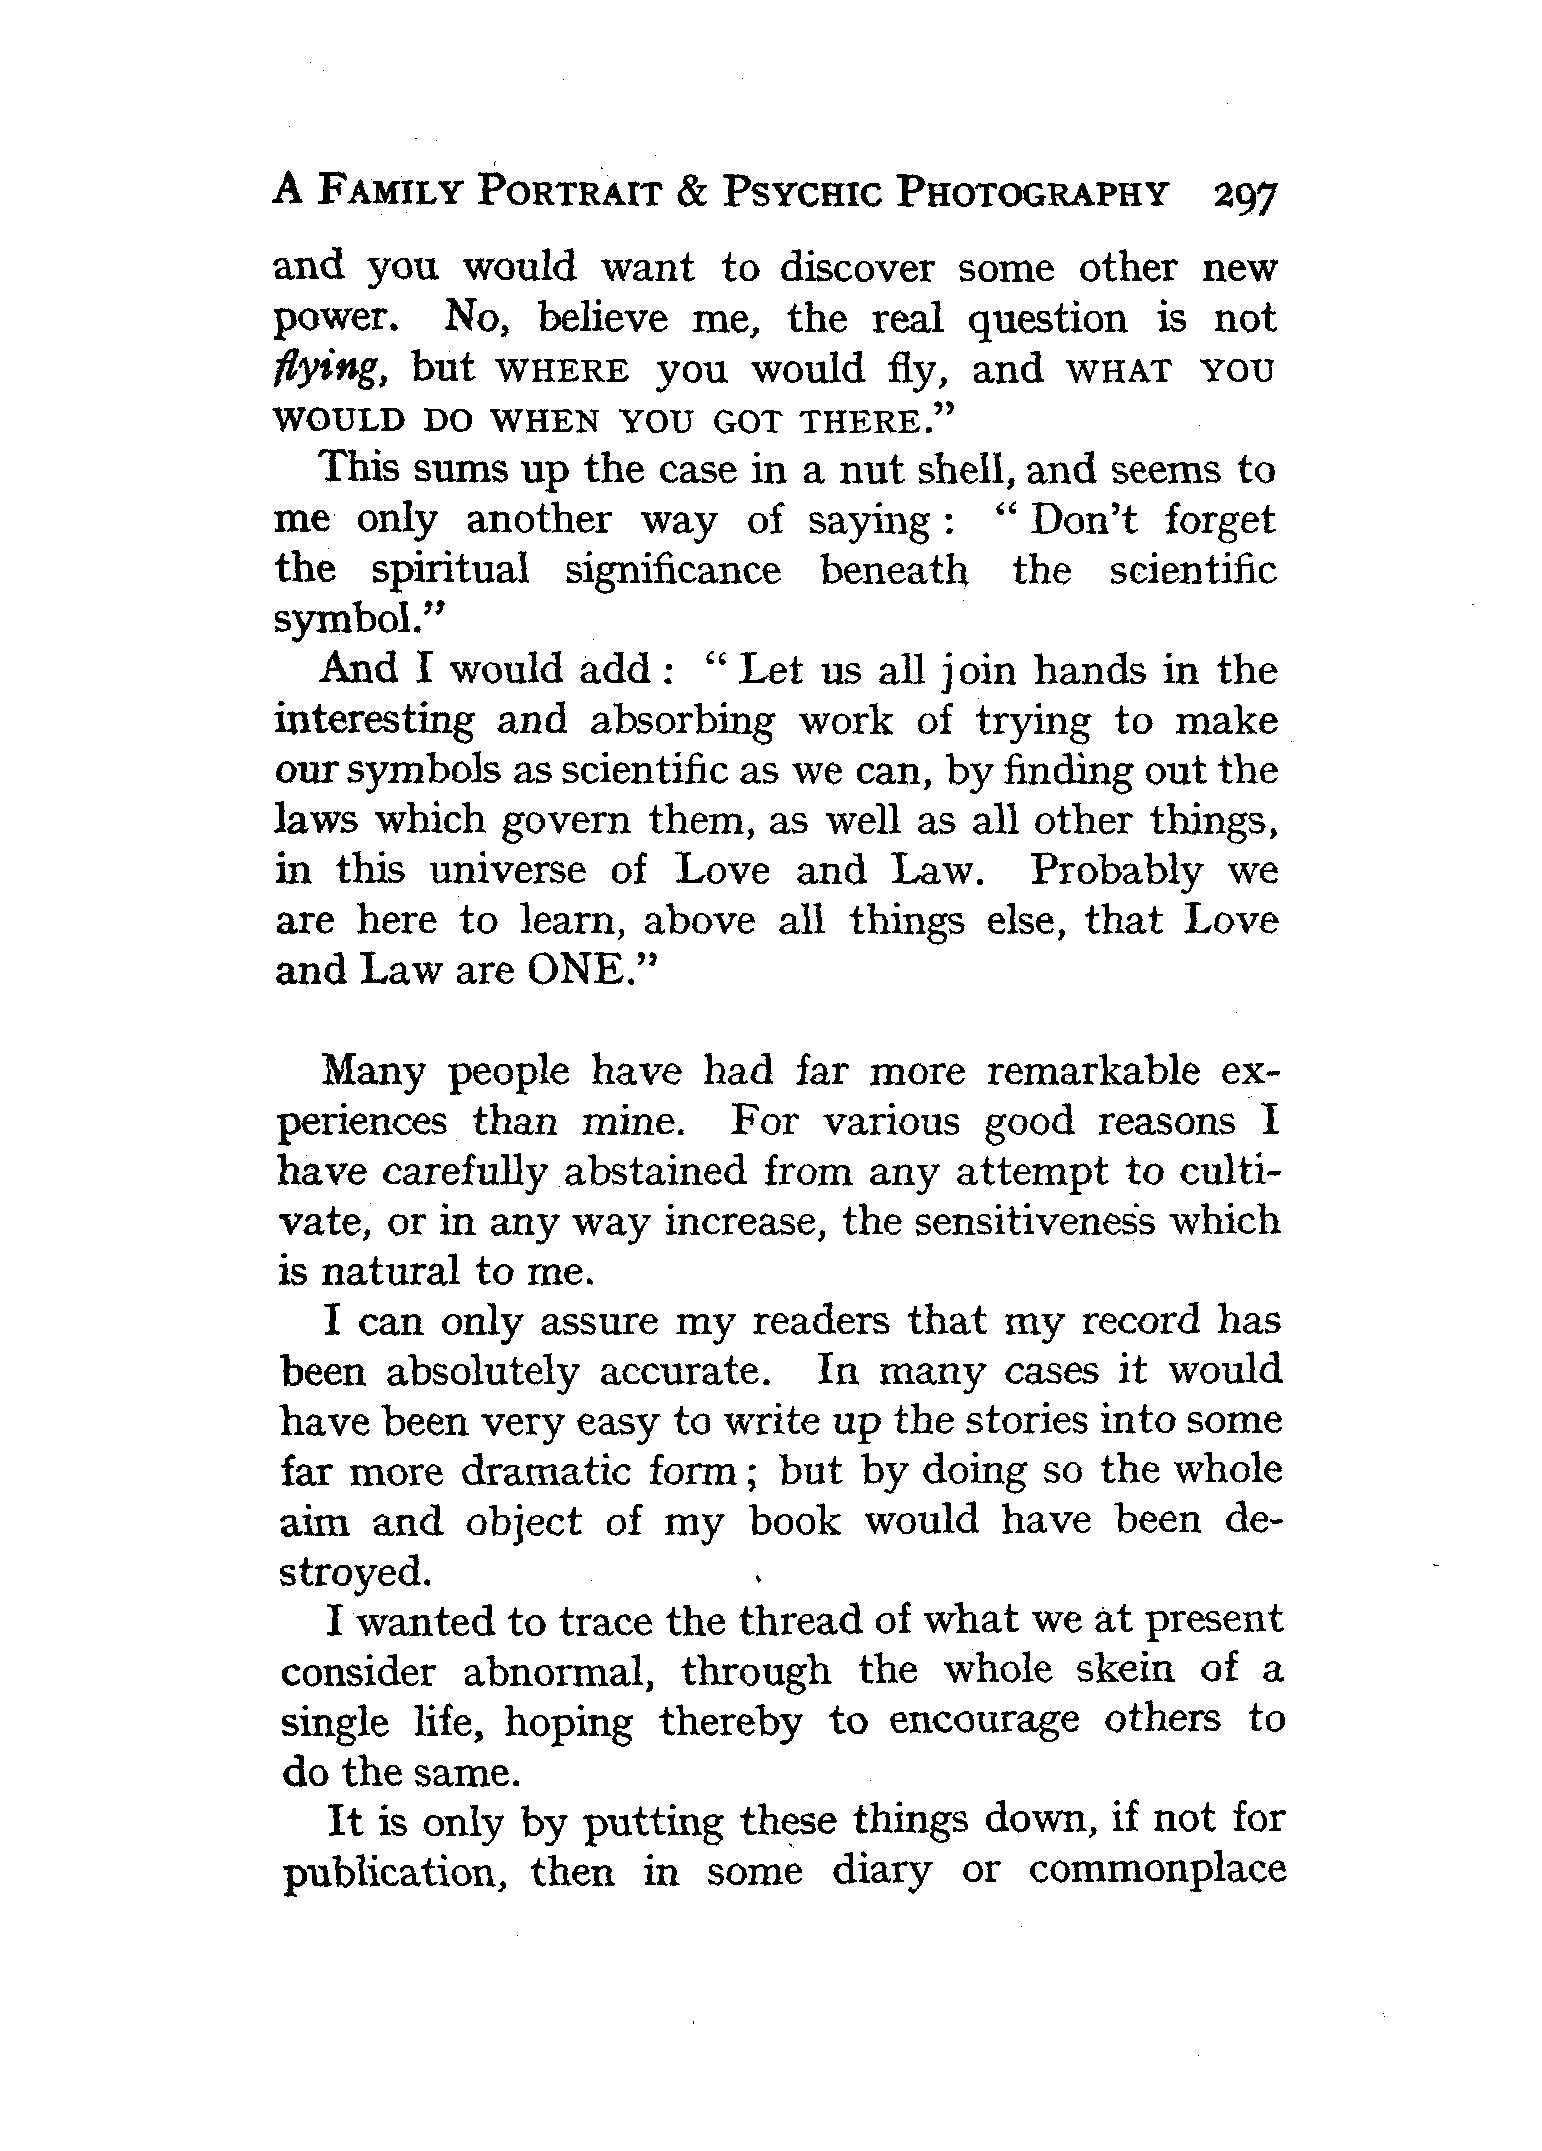 A FAMILY PORTRAIT & PSYCHIC PHOTOGRAPHY 297
and you would want to discover some other new
power. No, believe me, the real question is not
flying, but WHERE you would fly, and WHAT YOU
WOULD DO WHEN YOU GOT THERE.”
This sums up the case in a nut shell, and seems to
me only another way of saying : “ Don’t forget
the spiritual significance beneath the scientific
symbol.”
And I would add : “ Let us all join hands in the
interesting and absorbing work of trying to make
our symbols as scientific as we can, by finding out the
laws which govern them, as well as all other things,
in this universe of Love and Law. Probably we
are here to learn, above all things else, that Love
and Law are ONE.”
Many people have had far more remarkable ex-
periences than mine. For various good reasons I
have carefully abstained from any attempt to culti-
vate, or in any way increase, the sensitiveness which
is natural to me.
I can only assure my readers that my record has
been absolutely accurate. In many cases it would
have been very easy to write up the stories into some
far more dramatic form ; but by doing so the whole
aim and object of my book would have been de-
stroyed.
I wanted to trace the thread of what we at present
consider abnormal, through the whole skein of a
single life, hoping thereby to encourage others to
do the same.
It is only by putting these things down, if not for
publication, then in some diary or commonplace